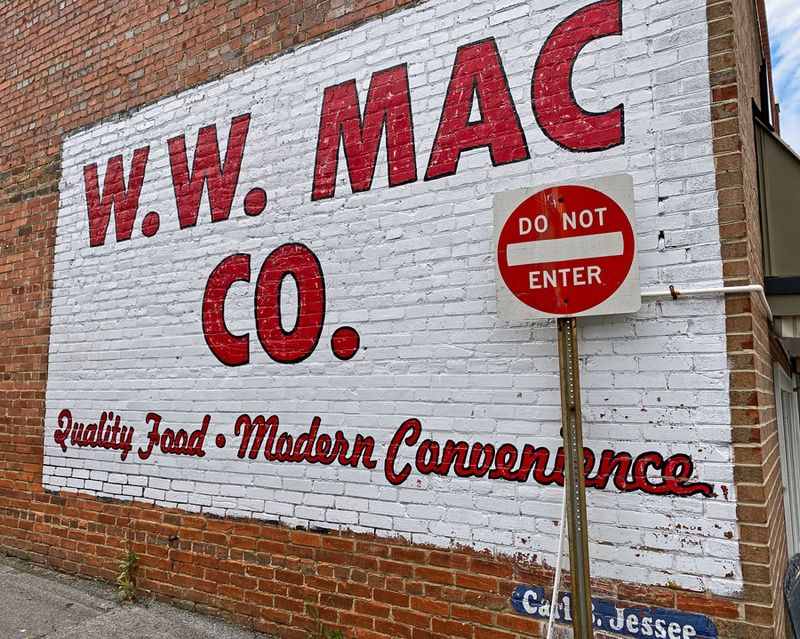 W.W. MAC
CO.
Quality Food • Modern Convenience
DO NOT
ENTER
Jessee